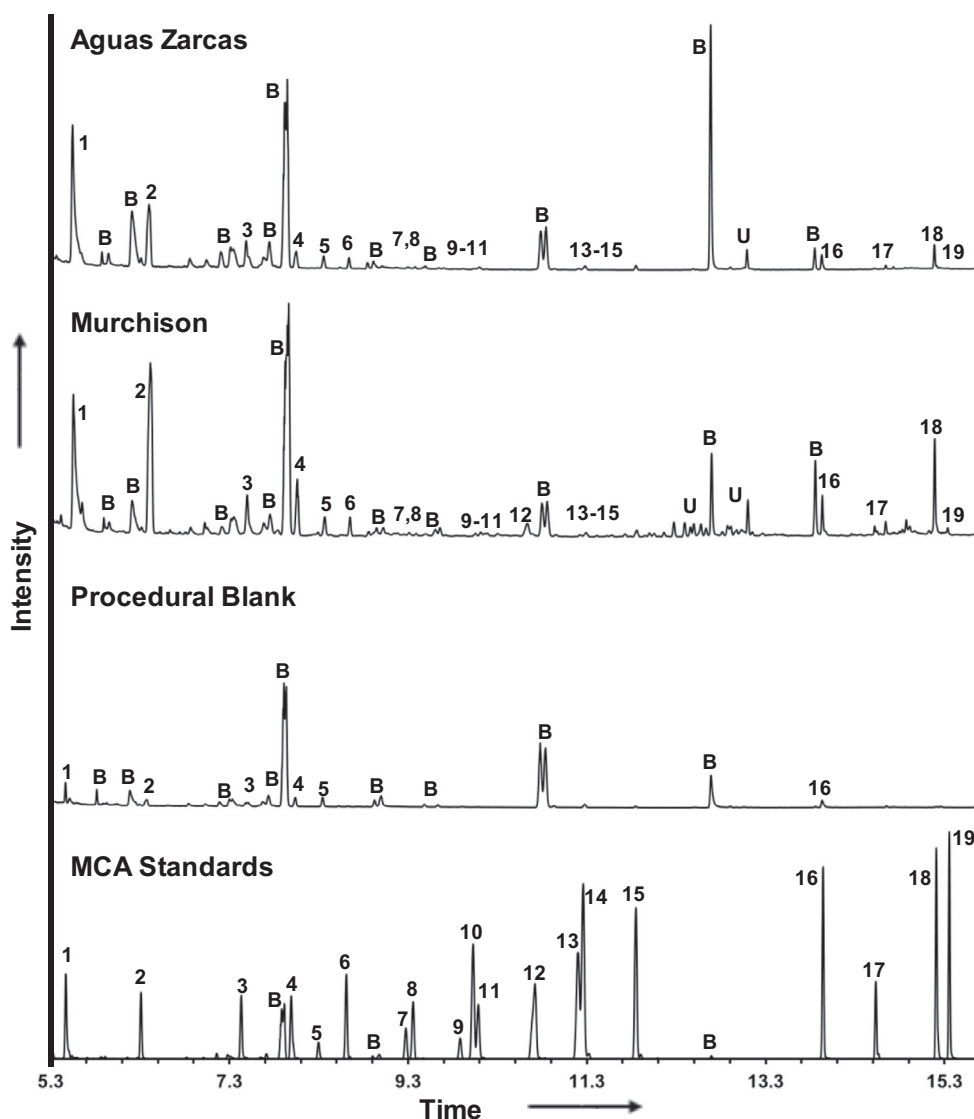 Aguas Zarcas
1 B B 2 B 3 B B 4 5 6 B 7,8 B 9-11 B 13-15 B U B 16 17 18 19
Murchison
1 B B 2 B 3 B B 4 5 6 B 7,8 B 9-11 12 B 13-15 U B U B 16 17 18 19
Procedural Blank
1 B B 2 B 3 B B 4 5 B B B B 16
MCA Standards
1 2 3 B 4 5 6 B 7 8 9 10 11 12 13 14 15 B 16 17 18 19
Intensity
5.3 7.3 9.3 11.3 13.3 15.3
Time